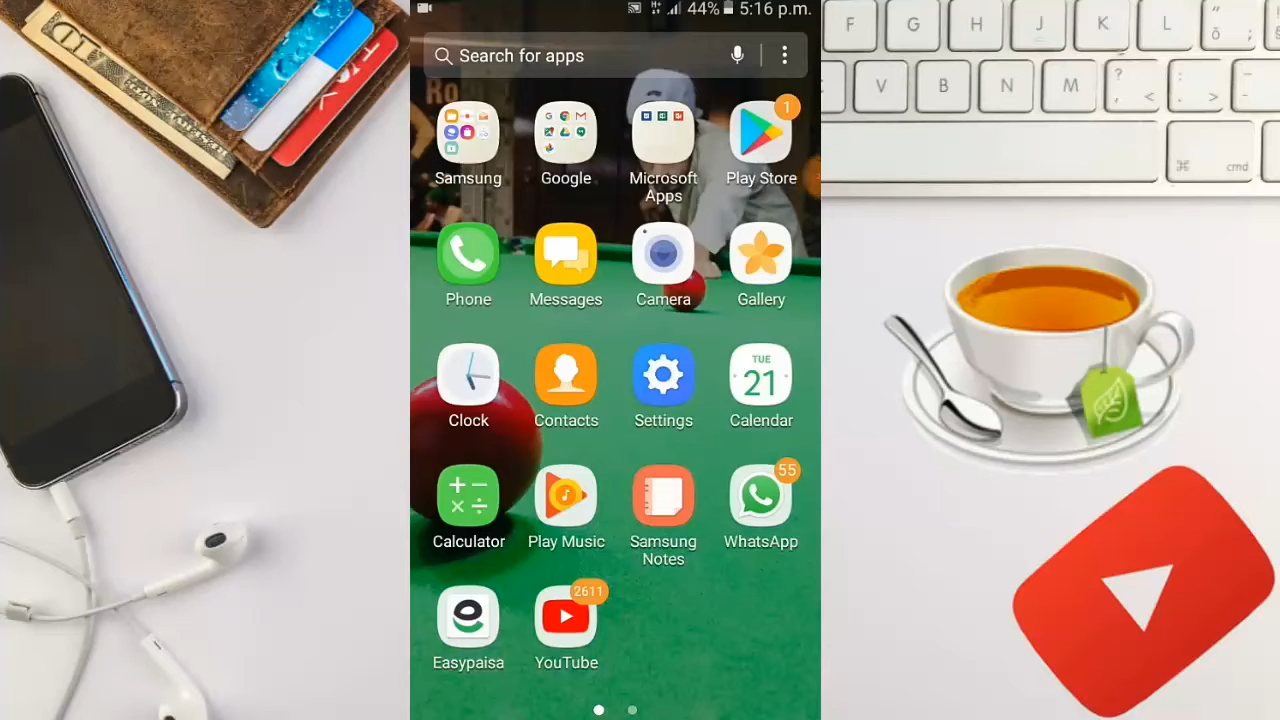 44% 5:16 p.m.
Search for apps
Ro
1
Samsung Google Microsoft Apps Play Store
Phone Messages Camera Gallery
TUE
21
Clock Contacts Settings Calendar
55
Calculator Play Music Samsung Notes WhatsApp
2611
Easypaisa YouTube
F G H J K L
V B N M
cmd